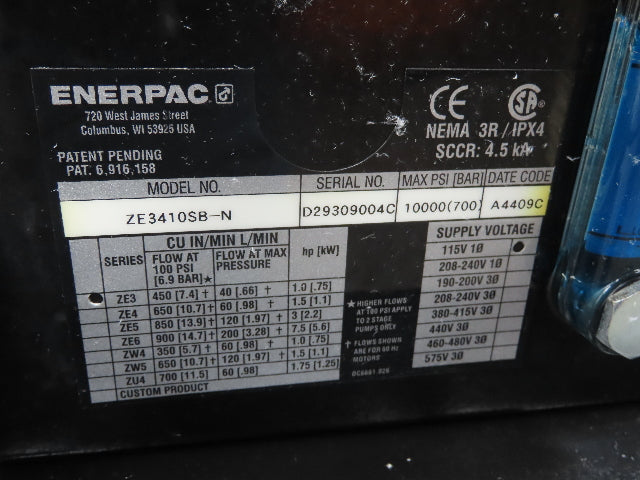 ENERPAC
720 West James Street
Columbus, WI 53925 USA
CE SA
NEMA 3R / IPX4
SCCR: 4.5 kA
PATENT PENDING
PAT. 6,916,158
MODEL NO. SERIAL NO. MAX PSI [BAR] DATE CODE
ZE3410SB-N D29309004C 10000(700) A4409C
SERIES CU IN/MIN L/MIN hp [kW]
FLOW AT 100 PSI [6.9 BAR]★ FLOW AT MAX PRESSURE
ZE3 450 [7.4] † 40 [.66] † 1.0 [.75]
ZE4 650 [10.7] † 60 [.98] † 1.5 [1.1]
ZE5 850 [13.9] † 120 [1.97] † 3 [2.2]
ZE6 900 [14.7] † 200 [3.28] † 7.5 [5.6]
ZW4 350 [5.7] † 60 [.98] † 1.0 [.75]
ZW5 650 [10.7] † 120 [1.97] † 1.5 [1.1]
ZU4 700 [11.5] 60 [.98] 1.75 [1.25]
CUSTOM PRODUCT
★ HIGHER FLOWS
AT 100 PSI APPLY
TO 2 STAGE
PUMPS ONLY
† FLOWS SHOWN
ARE FOR 60 HZ
MOTORS
SUPPLY VOLTAGE
115V 1Ø
208-240V 1Ø
190-200V 3Ø
208-240V 3Ø
380-415V 3Ø
440V 3Ø
460-480V 3Ø
575V 3Ø